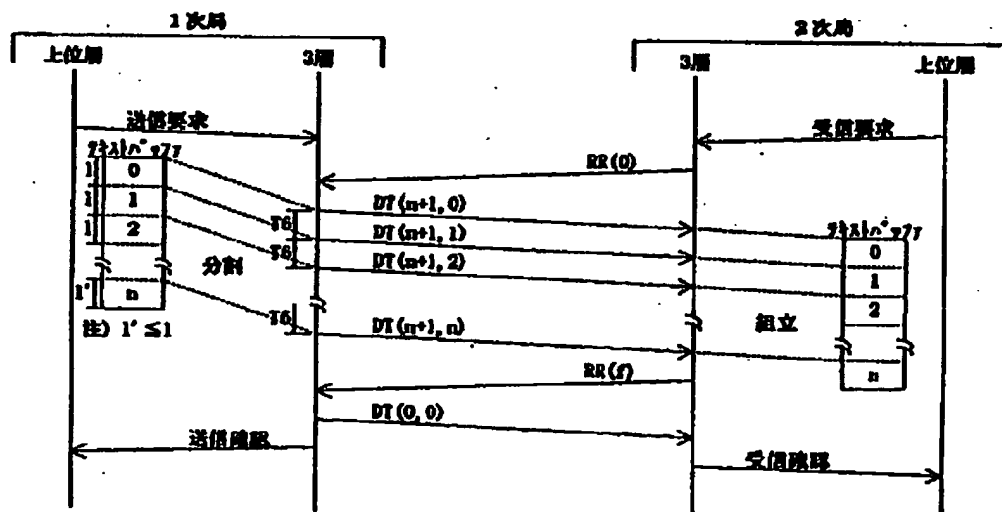 1次局
2次局
上位層
3層
3層
上位層
送信要求
受信要求
ﾃｷｽﾄﾊﾞｯﾌｧ
RR(0)
l
0
DT(n+1,0)
l
1
T6
DT(n+1,1)
ﾃｷｽﾄﾊﾞｯﾌｧ
l
2
T6
DT(n+1,2)
0
分割
1
2
l'
n
T6
DT(n+1,n)
組立
注) l'≦l
RR(f)
n
DT(0,0)
送信確認
受信確認